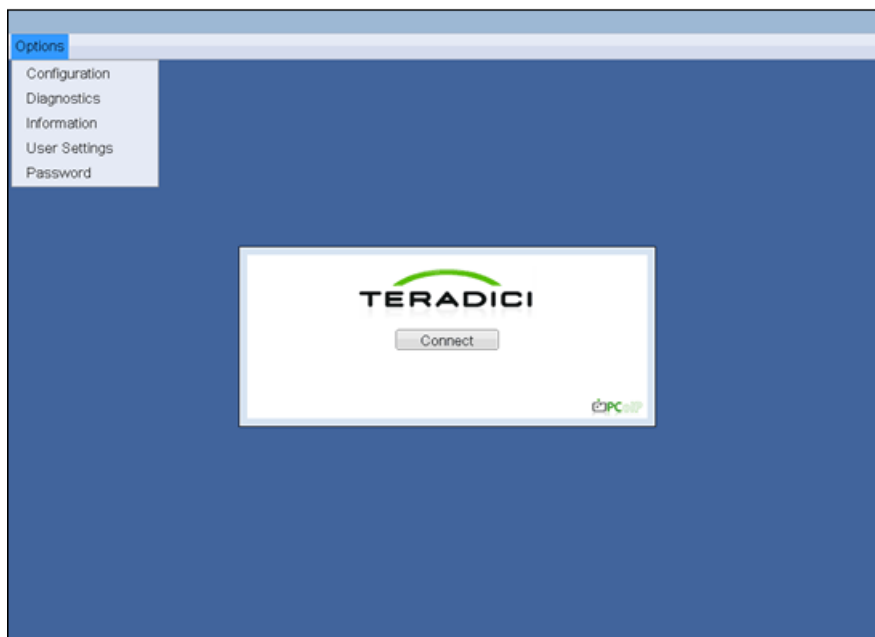 Options
Configuration
Diagnostics
Information
User Settings
Password
TERADICI
Connect
PCoIP